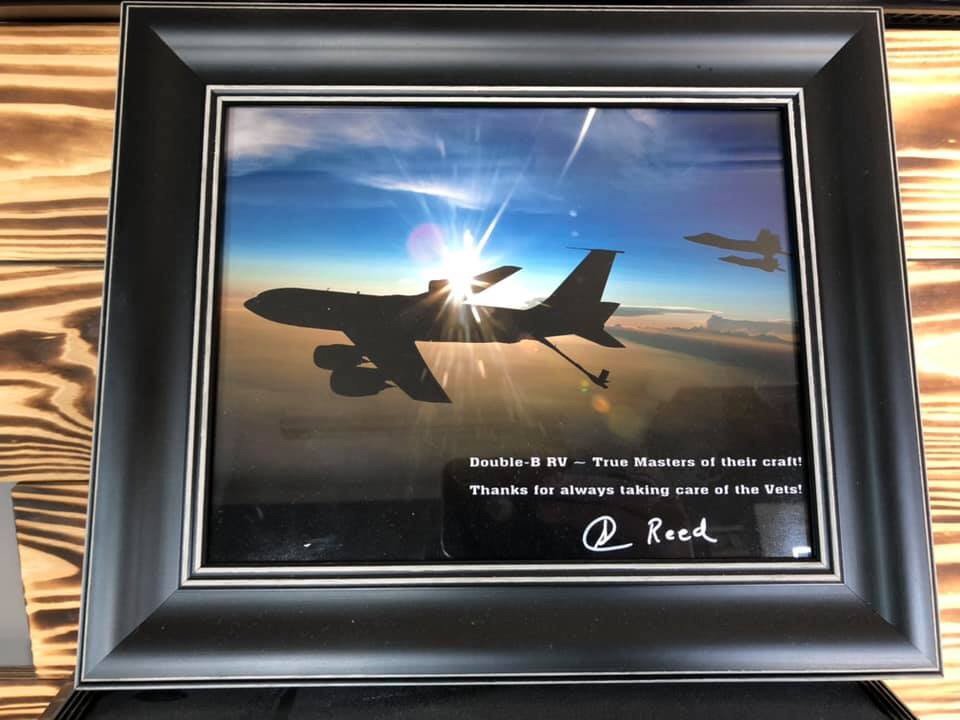 Double-B RV ~ True Masters of their craft!
Thanks for always taking care of the Vets!
Reed